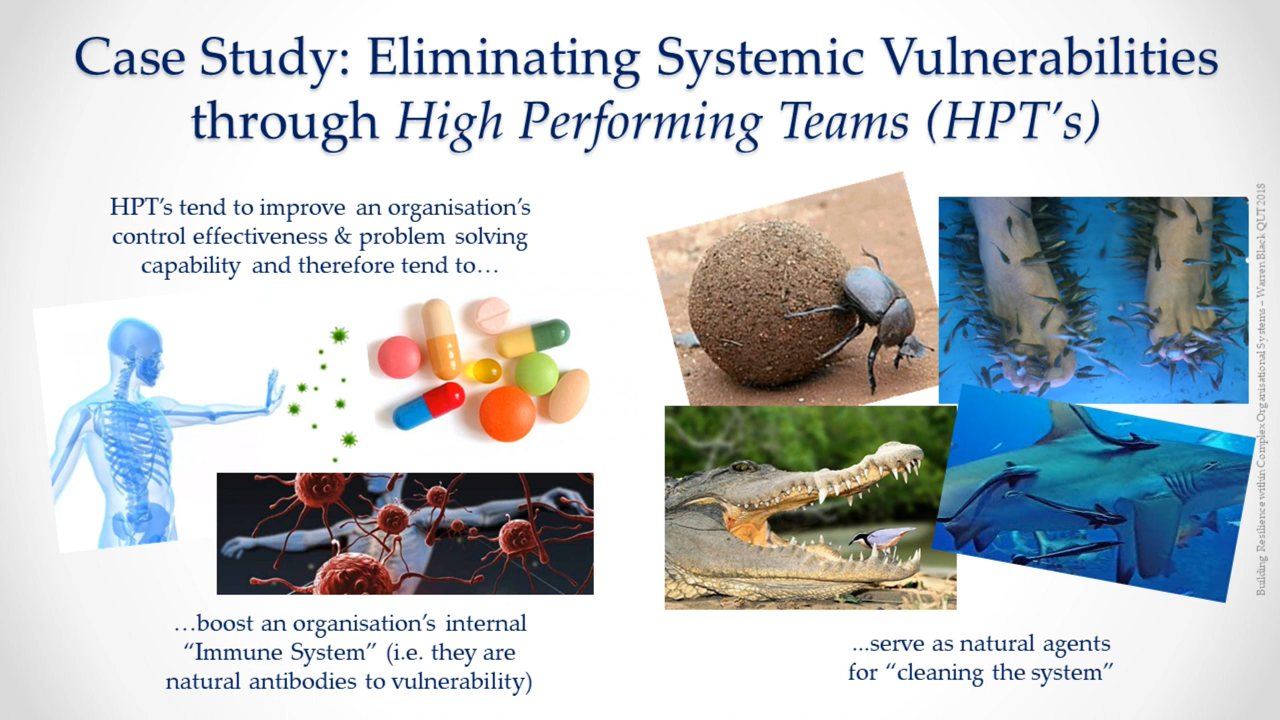 Case Study: Eliminating Systemic Vulnerabilities
through High Performing Teams (HPT's)
HPT's tend to improve an organisation's
control effectiveness & problem solving
capability and therefore tend to…
…boost an organisation's internal
“Immune System” (i.e. they are
natural antibodies to vulnerability)
...serve as natural agents
for “cleaning the system”
Building Resilience within Complex Organisational Systems – Warren Black QUT 2018